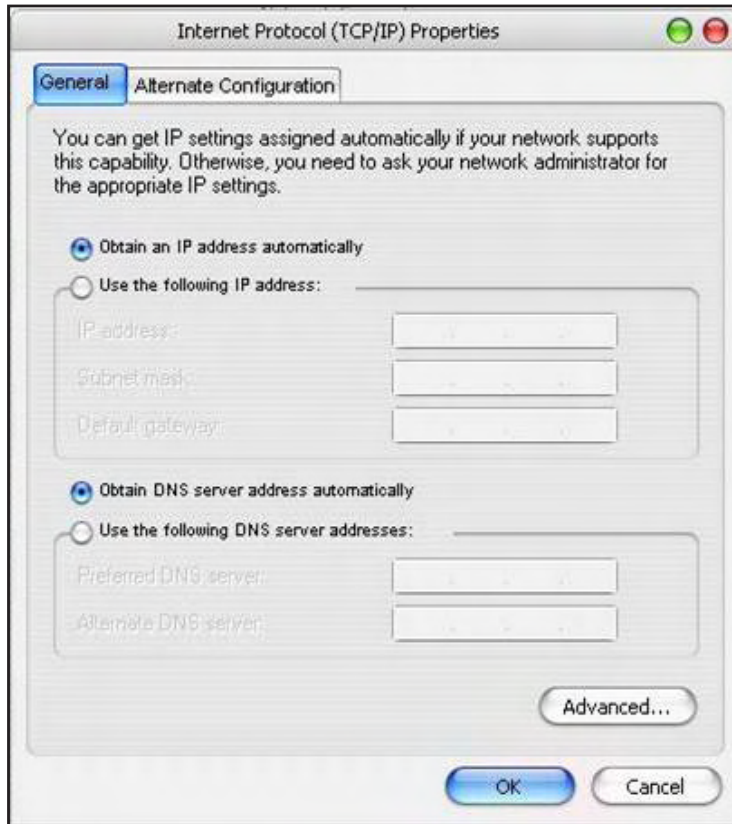 Internet Protocol (TCP/IP) Properties
General
Alternate Configuration
You can get IP settings assigned automatically if your network supports
this capability. Otherwise, you need to ask your network administrator for
the appropriate IP settings.
Obtain an IP address automatically
Use the following IP address:
IP address:
Subnet mask:
Default gateway:
Obtain DNS server address automatically
Use the following DNS server addresses:
Preferred DNS server:
Alternate DNS server:
Advanced...
OK
Cancel